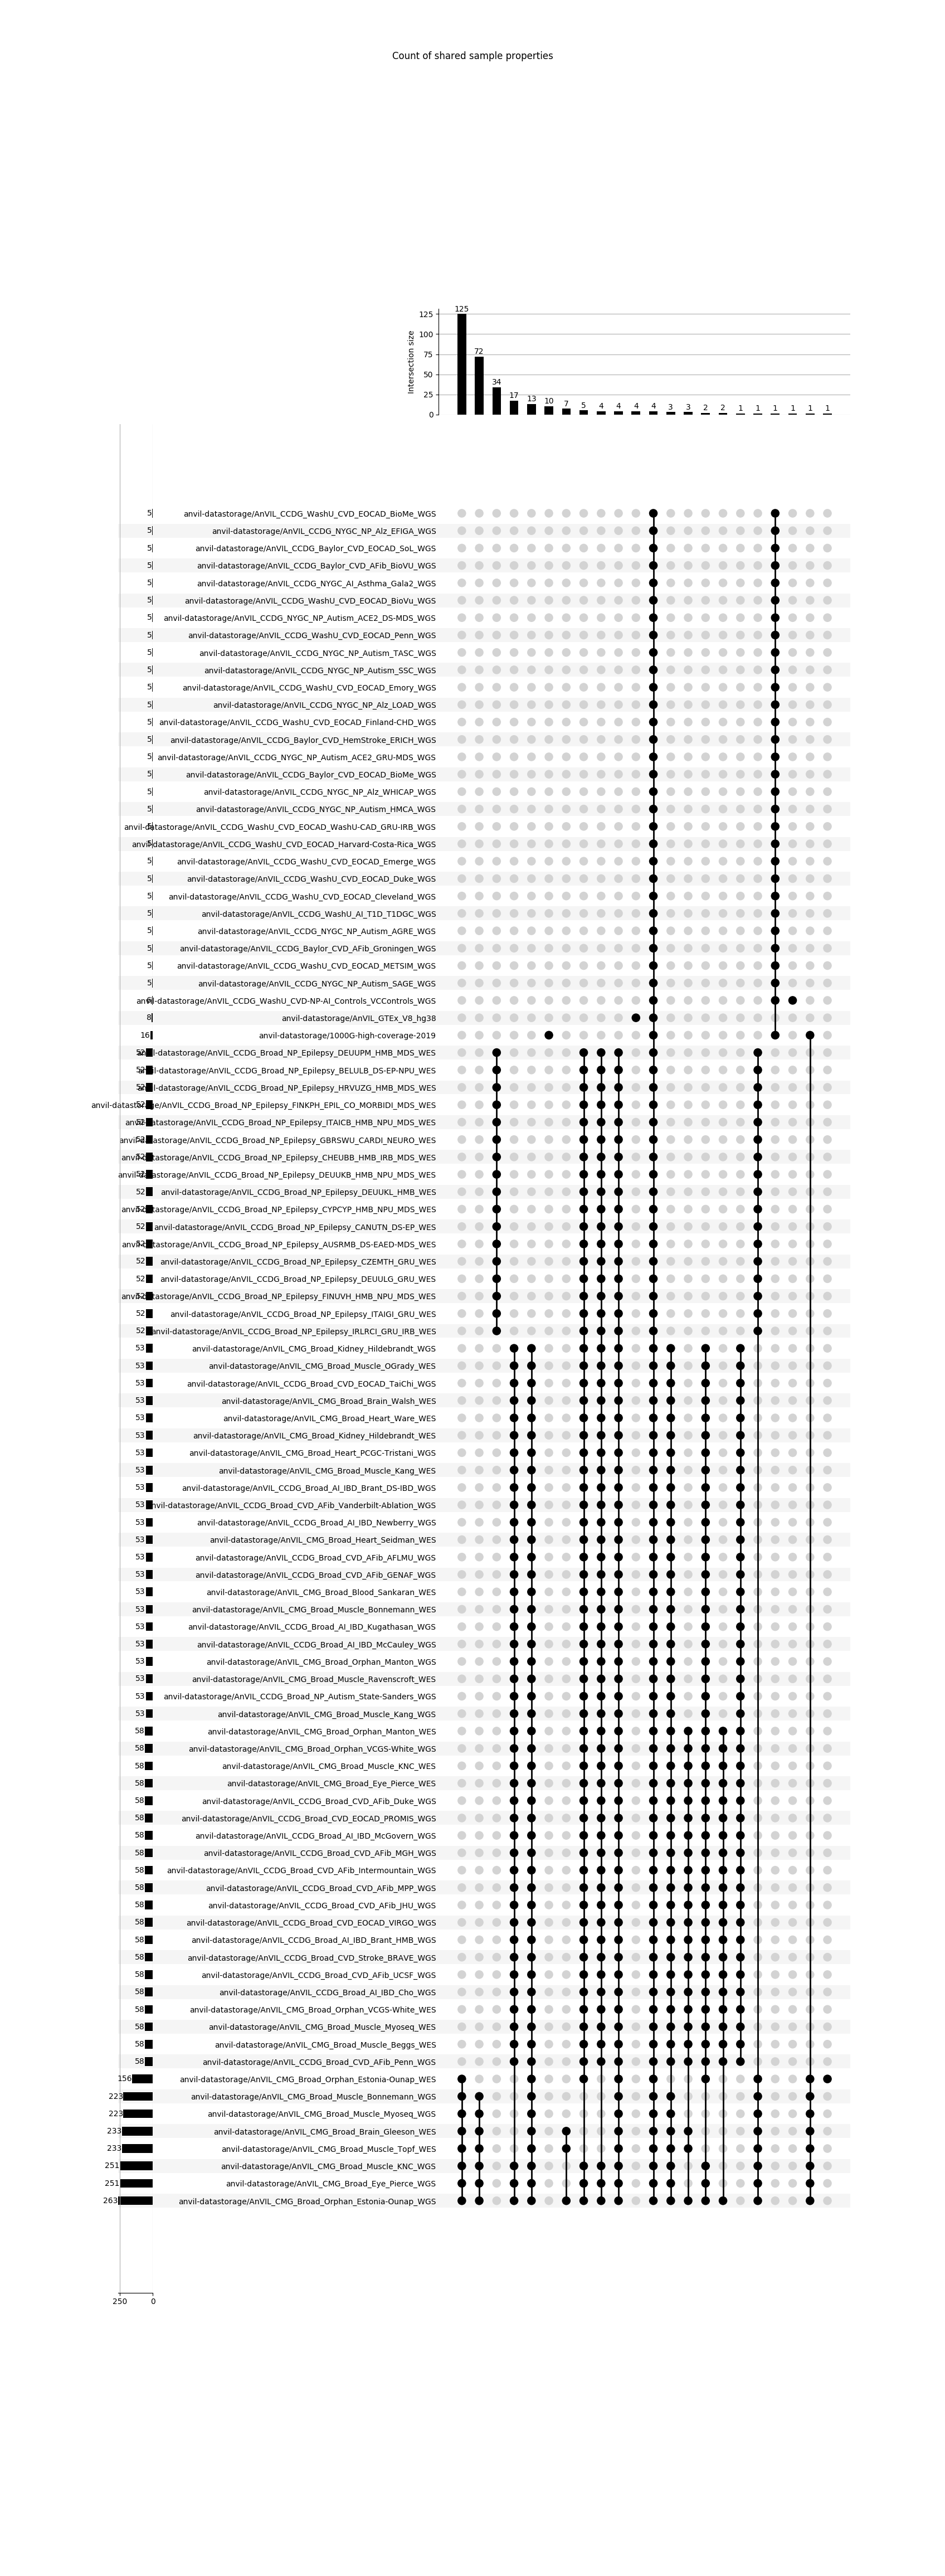 Count of shared sample properties
125
72
34
17
13
10
7
5
4
4
4
4
3
3
2
2
1
1
1
1
1
1
Intersection size
125
100
75
50
25
0
5 anvil-datastorage/AnVIL_CCDG_WashU_CVD_EOCAD_BioMe_WGS
5 anvil-datastorage/AnVIL_CCDG_NYGC_NP_Alz_EFIGA_WGS
5 anvil-datastorage/AnVIL_CCDG_Baylor_CVD_EOCAD_SoL_WGS
5 anvil-datastorage/AnVIL_CCDG_Baylor_CVD_AFib_BioVU_WGS
5 anvil-datastorage/AnVIL_CCDG_NYGC_AI_Asthma_Gala2_WGS
5 anvil-datastorage/AnVIL_CCDG_WashU_CVD_EOCAD_BioVu_WGS
5 anvil-datastorage/AnVIL_CCDG_NYGC_NP_Autism_ACE2_DS-MDS_WGS
5 anvil-datastorage/AnVIL_CCDG_WashU_CVD_EOCAD_Penn_WGS
5 anvil-datastorage/AnVIL_CCDG_NYGC_NP_Autism_TASC_WGS
5 anvil-datastorage/AnVIL_CCDG_NYGC_NP_Autism_SSC_WGS
5 anvil-datastorage/AnVIL_CCDG_WashU_CVD_EOCAD_Emory_WGS
5 anvil-datastorage/AnVIL_CCDG_NYGC_NP_Alz_LOAD_WGS
5 anvil-datastorage/AnVIL_CCDG_WashU_CVD_EOCAD_Finland-CHD_WGS
5 anvil-datastorage/AnVIL_CCDG_Baylor_CVD_HemStroke_ERICH_WGS
5 anvil-datastorage/AnVIL_CCDG_NYGC_NP_Autism_ACE2_GRU-MDS_WGS
5 anvil-datastorage/AnVIL_CCDG_Baylor_CVD_EOCAD_BioMe_WGS
5 anvil-datastorage/AnVIL_CCDG_NYGC_NP_Alz_WHICAP_WGS
5 anvil-datastorage/AnVIL_CCDG_NYGC_NP_Autism_HMCA_WGS
5 anvil-datastorage/AnVIL_CCDG_WashU_CVD_EOCAD_WashU-CAD_GRU-IRB_WGS
5 anvil-datastorage/AnVIL_CCDG_WashU_CVD_EOCAD_Harvard-Costa-Rica_WGS
5 anvil-datastorage/AnVIL_CCDG_WashU_CVD_EOCAD_Emerge_WGS
5 anvil-datastorage/AnVIL_CCDG_WashU_CVD_EOCAD_Duke_WGS
5 anvil-datastorage/AnVIL_CCDG_WashU_CVD_EOCAD_Cleveland_WGS
5 anvil-datastorage/AnVIL_CCDG_WashU_AI_T1D_T1DGC_WGS
5 anvil-datastorage/AnVIL_CCDG_NYGC_NP_Autism_AGRE_WGS
5 anvil-datastorage/AnVIL_CCDG_Baylor_CVD_AFib_Groningen_WGS
5 anvil-datastorage/AnVIL_CCDG_WashU_CVD_EOCAD_METSIM_WGS
5 anvil-datastorage/AnVIL_CCDG_NYGC_NP_Autism_SAGE_WGS
anvil-datastorage/AnVIL_CCDG_WashU_CVD-NP-AI_Controls_VCControls_WGS
8 anvil-datastorage/AnVIL_GTEx_V8_hg38
16 anvil-datastorage/1000G-high-coverage-2019
52 anvil-datastorage/AnVIL_CCDG_Broad_NP_Epilepsy_DEUUPM_HMB_MDS_WES
52 anvil-datastorage/AnVIL_CCDG_Broad_NP_Epilepsy_BELULB_DS-EP-NPU_WES
52 anvil-datastorage/AnVIL_CCDG_Broad_NP_Epilepsy_HRVUZG_HMB_MDS_WES
52 anvil-datastorage/AnVIL_CCDG_Broad_NP_Epilepsy_FINKPH_EPIL_CO_MORBIDI_MDS_WES
52 anvil-datastorage/AnVIL_CCDG_Broad_NP_Epilepsy_ITAICB_HMB_NPU_MDS_WES
52 anvil-datastorage/AnVIL_CCDG_Broad_NP_Epilepsy_GBRSWU_CARDI_NEURO_WES
52 anvil-datastorage/AnVIL_CCDG_Broad_NP_Epilepsy_CHEUBB_HMB_IRB_MDS_WES
52 anvil-datastorage/AnVIL_CCDG_Broad_NP_Epilepsy_DEUUKB_HMB_NPU_MDS_WES
52 anvil-datastorage/AnVIL_CCDG_Broad_NP_Epilepsy_DEUUKL_HMB_WES
52 anvil-datastorage/AnVIL_CCDG_Broad_NP_Epilepsy_CYPCYP_HMB_NPU_MDS_WES
52 anvil-datastorage/AnVIL_CCDG_Broad_NP_Epilepsy_CANUTN_DS-EP_WES
52 anvil-datastorage/AnVIL_CCDG_Broad_NP_Epilepsy_AUSRMB_DS-EAED-MDS_WES
52 anvil-datastorage/AnVIL_CCDG_Broad_NP_Epilepsy_CZEMTH_GRU_WES
52 anvil-datastorage/AnVIL_CCDG_Broad_NP_Epilepsy_DEUULG_GRU_WES
52 anvil-datastorage/AnVIL_CCDG_Broad_NP_Epilepsy_FINUVH_HMB_NPU_MDS_WES
52 anvil-datastorage/AnVIL_CCDG_Broad_NP_Epilepsy_ITAIGI_GRU_WES
52 anvil-datastorage/AnVIL_CCDG_Broad_NP_Epilepsy_IRLRCI_GRU_IRB_WES
53 anvil-datastorage/AnVIL_CMG_Broad_Kidney_Hildebrandt_WGS
53 anvil-datastorage/AnVIL_CMG_Broad_Muscle_OGrady_WES
53 anvil-datastorage/AnVIL_CCDG_Broad_CVD_EOCAD_TaiChi_WGS
53 anvil-datastorage/AnVIL_CMG_Broad_Brain_Walsh_WES
53 anvil-datastorage/AnVIL_CMG_Broad_Heart_Ware_WES
53 anvil-datastorage/AnVIL_CMG_Broad_Kidney_Hildebrandt_WES
53 anvil-datastorage/AnVIL_CMG_Broad_Heart_PCGC-Tristani_WGS
53 anvil-datastorage/AnVIL_CMG_Broad_Muscle_Kang_WES
53 anvil-datastorage/AnVIL_CCDG_Broad_AI_IBD_Brant_DS-IBD_WGS
53 anvil-datastorage/AnVIL_CCDG_Broad_CVD_AFib_Vanderbilt-Ablation_WGS
53 anvil-datastorage/AnVIL_CCDG_Broad_AI_IBD_Newberry_WGS
53 anvil-datastorage/AnVIL_CMG_Broad_Heart_Seidman_WES
53 anvil-datastorage/AnVIL_CCDG_Broad_CVD_AFib_AFLMU_WGS
53 anvil-datastorage/AnVIL_CCDG_Broad_CVD_AFib_GENAF_WGS
53 anvil-datastorage/AnVIL_CMG_Broad_Blood_Sankaran_WES
53 anvil-datastorage/AnVIL_CMG_Broad_Muscle_Bonnemann_WES
53 anvil-datastorage/AnVIL_CCDG_Broad_AI_IBD_Kugathasan_WGS
53 anvil-datastorage/AnVIL_CCDG_Broad_AI_IBD_McCauley_WGS
53 anvil-datastorage/AnVIL_CMG_Broad_Orphan_Manton_WGS
53 anvil-datastorage/AnVIL_CMG_Broad_Muscle_Ravenscroft_WES
53 anvil-datastorage/AnVIL_CCDG_Broad_NP_Autism_State-Sanders_WGS
53 anvil-datastorage/AnVIL_CMG_Broad_Muscle_Kang_WGS
58 anvil-datastorage/AnVIL_CMG_Broad_Orphan_Manton_WES
58 anvil-datastorage/AnVIL_CMG_Broad_Orphan_VCGS-White_WGS
58 anvil-datastorage/AnVIL_CMG_Broad_Muscle_KNC_WES
58 anvil-datastorage/AnVIL_CMG_Broad_Eye_Pierce_WES
58 anvil-datastorage/AnVIL_CCDG_Broad_CVD_AFib_Duke_WGS
58 anvil-datastorage/AnVIL_CCDG_Broad_CVD_EOCAD_PROMIS_WGS
58 anvil-datastorage/AnVIL_CCDG_Broad_AI_IBD_McGovern_WGS
58 anvil-datastorage/AnVIL_CCDG_Broad_CVD_AFib_MGH_WGS
58 anvil-datastorage/AnVIL_CCDG_Broad_CVD_AFib_Intermountain_WGS
58 anvil-datastorage/AnVIL_CCDG_Broad_CVD_AFib_MPP_WGS
58 anvil-datastorage/AnVIL_CCDG_Broad_CVD_AFib_JHU_WGS
58 anvil-datastorage/AnVIL_CCDG_Broad_CVD_EOCAD_VIRGO_WGS
58 anvil-datastorage/AnVIL_CCDG_Broad_AI_IBD_Brant_HMB_WGS
58 anvil-datastorage/AnVIL_CCDG_Broad_CVD_Stroke_BRAVE_WGS
58 anvil-datastorage/AnVIL_CCDG_Broad_CVD_AFib_UCSF_WGS
58 anvil-datastorage/AnVIL_CCDG_Broad_AI_IBD_Cho_WGS
58 anvil-datastorage/AnVIL_CMG_Broad_Orphan_VCGS-White_WES
58 anvil-datastorage/AnVIL_CMG_Broad_Muscle_Myoseq_WES
58 anvil-datastorage/AnVIL_CMG_Broad_Muscle_Beggs_WES
58 anvil-datastorage/AnVIL_CCDG_Broad_CVD_AFib_Penn_WGS
156 anvil-datastorage/AnVIL_CMG_Broad_Orphan_Estonia-Ounap_WES
223 anvil-datastorage/AnVIL_CMG_Broad_Muscle_Bonnemann_WGS
223 anvil-datastorage/AnVIL_CMG_Broad_Muscle_Myoseq_WGS
233 anvil-datastorage/AnVIL_CMG_Broad_Brain_Gleeson_WES
233 anvil-datastorage/AnVIL_CMG_Broad_Muscle_Topf_WES
251 anvil-datastorage/AnVIL_CMG_Broad_Muscle_KNC_WGS
251 anvil-datastorage/AnVIL_CMG_Broad_Eye_Pierce_WGS
263 anvil-datastorage/AnVIL_CMG_Broad_Orphan_Estonia-Ounap_WGS
250 0